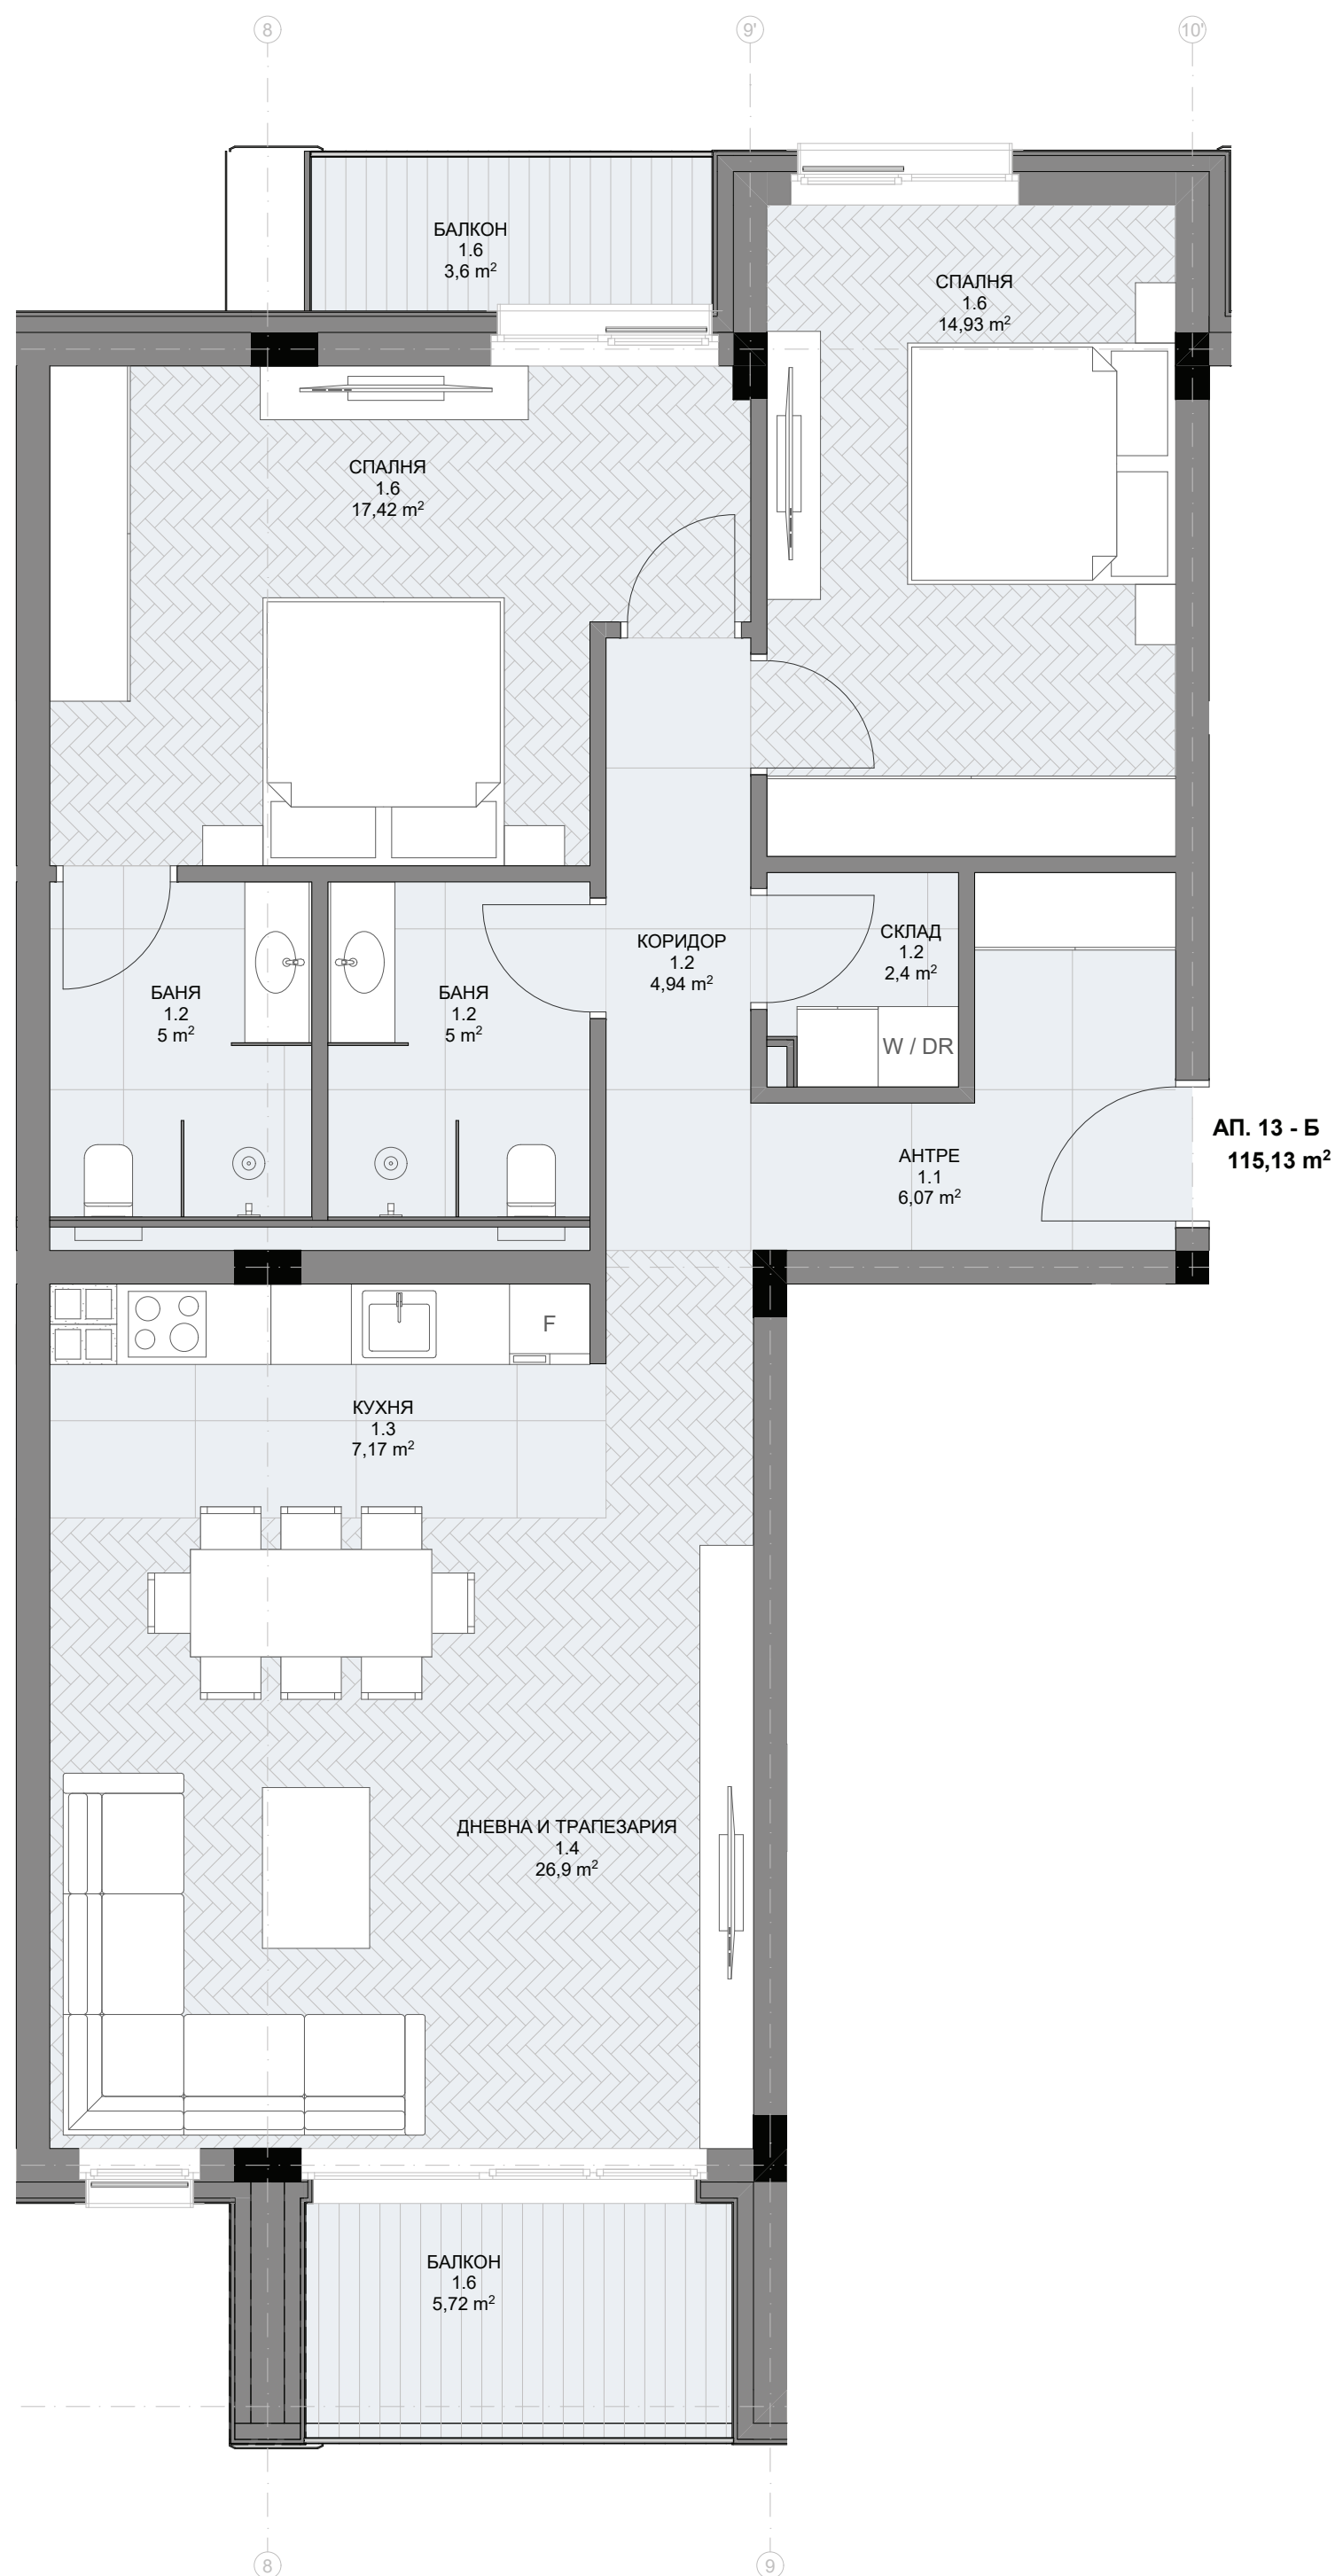 8
9'
10'
БАЛКОН
1.6
3,6 m²
СПАЛНЯ
1.6
14,93 m²
СПАЛНЯ
1.6
17,42 m²
КОРИДОР
1.2
4,94 m²
СКЛАД
1.2
2,4 m²
БАНЯ
1.2
5 m²
БАНЯ
1.2
5 m²
W / DR
АП. 13 - Б
115,13 m²
АНТРЕ
1.1
6,07 m²
F
КУХНЯ
1.3
7,17 m²
ДНЕВНА И ТРАПЕЗАРИЯ
1.4
26,9 m²
БАЛКОН
1.6
5,72 m²
8
9